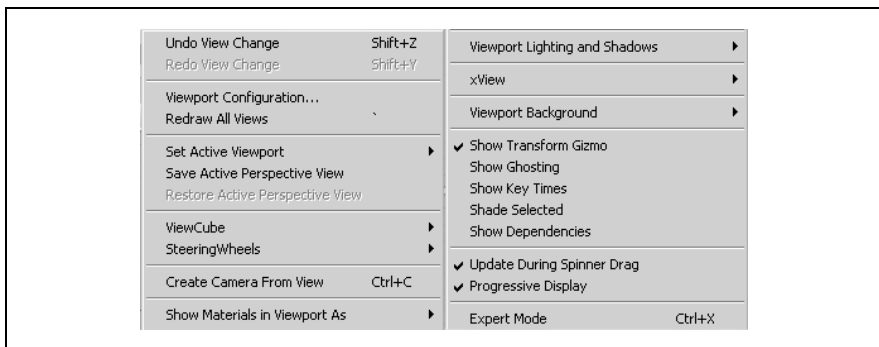 Undo View Change Shift+Z
Redo View Change Shift+Y
Viewport Configuration...
Redraw All Views `
Set Active Viewport
Save Active Perspective View
Restore Active Perspective View
ViewCube
SteeringWheels
Create Camera From View Ctrl+C
Show Materials in Viewport As
Viewport Lighting and Shadows
xView
Viewport Background
Show Transform Gizmo
Show Ghosting
Show Key Times
Shade Selected
Show Dependencies
Update During Spinner Drag
Progressive Display
Expert Mode Ctrl+X